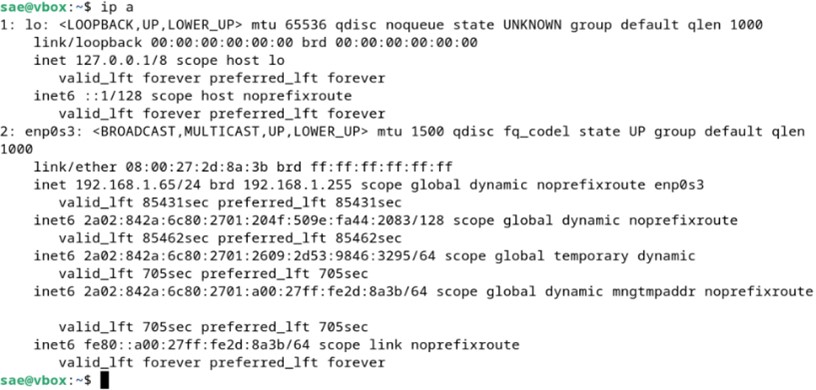 sae@vbox:~$ ip a
1: lo: <LOOPBACK,UP,LOWER_UP> mtu 65536 qdisc noqueue state UNKNOWN group default qlen 1000
    link/loopback 00:00:00:00:00:00 brd 00:00:00:00:00:00
    inet 127.0.0.1/8 scope host lo
       valid_lft forever preferred_lft forever
    inet6 ::1/128 scope host noprefixroute
       valid_lft forever preferred_lft forever
2: enp0s3: <BROADCAST,MULTICAST,UP,LOWER_UP> mtu 1500 qdisc fq_codel state UP group default qlen
1000
    link/ether 08:00:27:2d:8a:3b brd ff:ff:ff:ff:ff:ff
    inet 192.168.1.65/24 brd 192.168.1.255 scope global dynamic noprefixroute enp0s3
       valid_lft 85431sec preferred_lft 85431sec
    inet6 2a02:842a:6c80:2701:204f:509e:fa44:2083/128 scope global dynamic noprefixroute
       valid_lft 85462sec preferred_lft 85462sec
    inet6 2a02:842a:6c80:2701:2609:2d53:9846:3295/64 scope global temporary dynamic
       valid_lft 705sec preferred_lft 705sec
    inet6 2a02:842a:6c80:2701:a00:27ff:fe2d:8a3b/64 scope global dynamic mngtmpaddr noprefixroute
       valid_lft 705sec preferred_lft 705sec
    inet6 fe80::a00:27ff:fe2d:8a3b/64 scope link noprefixroute
       valid_lft forever preferred_lft forever
sae@vbox:~$